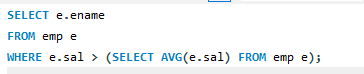 SELECT e.ename
FROM emp e
WHERE e.sal > (SELECT AVG(e.sal) FROM emp e);